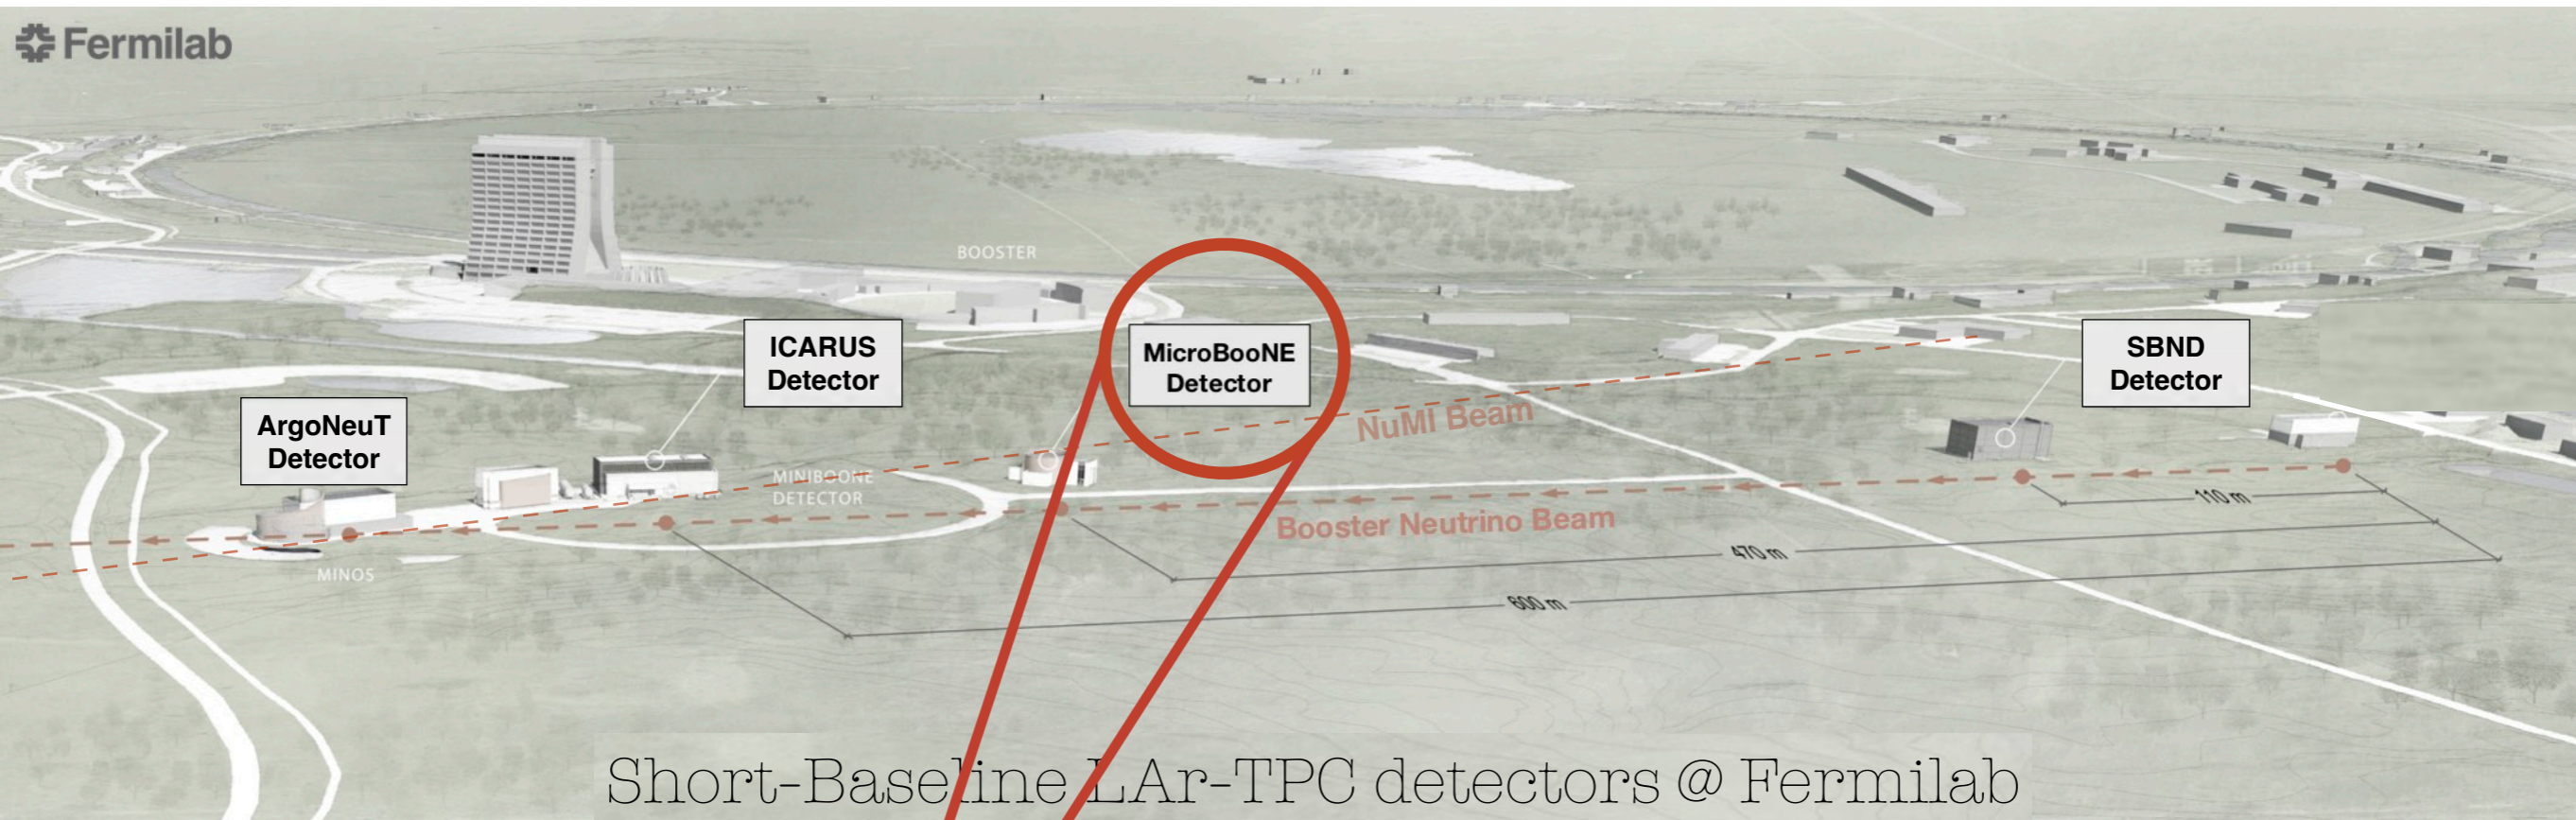 Fermilab
BOOSTER
ICARUS
Detector
MicroBooNE
Detector
SBND
Detector
ArgoNeuT
Detector
NuMI Beam
MINIBOONE
DETECTOR
110 m
Booster Neutrino Beam
470 m
MINOS
600 m
Short-Baseline LAr-TPC detectors @ Fermilab